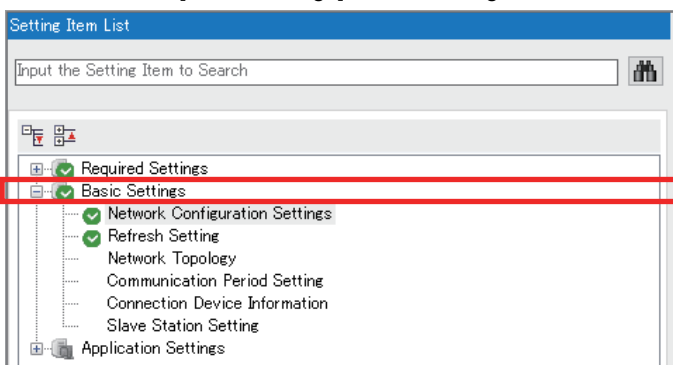 Setting Item List
Input the Setting Item to Search
Required Settings
Basic Settings
Network Configuration Settings
Refresh Setting
Network Topology
Communication Period Setting
Connection Device Information
Slave Station Setting
Application Settings